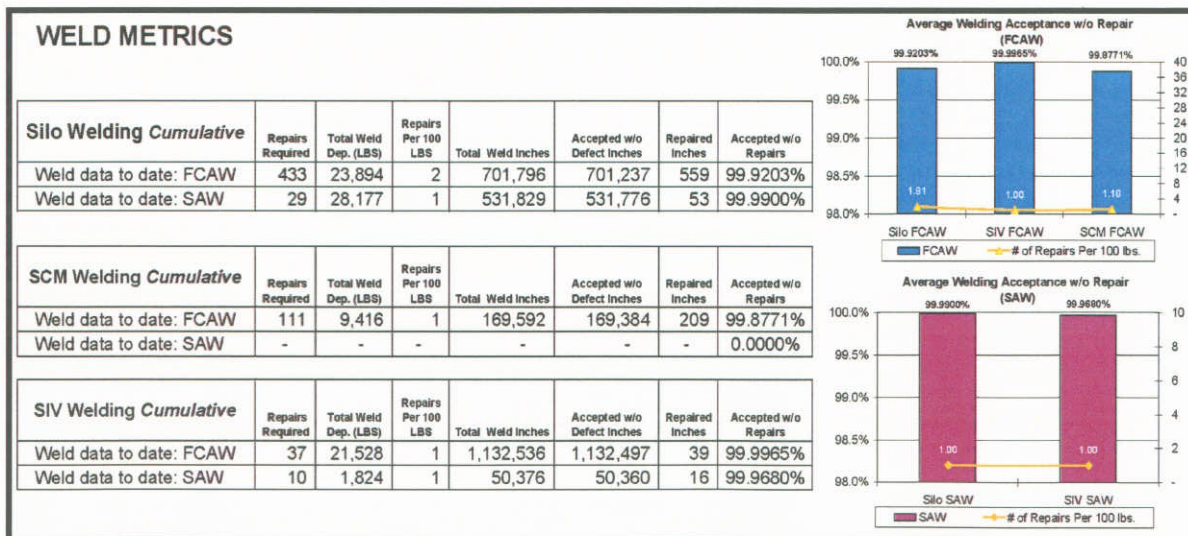 WELD METRICS
Silo Welding Cumulative Repairs Required Total Weld Dep. (LBS) Repairs Per 100 LBS Total Weld Inches Accepted w/o Defect Inches Repaired Inches Accepted w/o Repairs
Weld data to date: FCAW 433 23,894 2 701,796 701,237 559 99.9203%
Weld data to date: SAW 29 28,177 1 531,829 531,776 53 99.9900%
SCM Welding Cumulative Repairs Required Total Weld Dep. (LBS) Repairs Per 100 LBS Total Weld Inches Accepted w/o Defect Inches Repaired Inches Accepted w/o Repairs
Weld data to date: FCAW 111 9,416 1 169,592 169,384 209 99.8771%
Weld data to date: SAW - - - - - - 0.0000%
SIV Welding Cumulative Repairs Required Total Weld Dep. (LBS) Repairs Per 100 LBS Total Weld Inches Accepted w/o Defect Inches Repaired Inches Accepted w/o Repairs
Weld data to date: FCAW 37 21,528 1 1,132,536 1,132,497 39 99.9965%
Weld data to date: SAW 10 1,824 1 50,376 50,360 16 99.9680%
Average Welding Acceptance w/o Repair
(FCAW)
99.9203% 99.9965% 99.8771%
100.0% 40
36
32
99.5% 28
24
99.0% 20
16
98.5% 12
8
1.81 1.00 1.18
4
98.0% -
Silo FCAW SIV FCAW SCM FCAW
FCAW # of Repairs Per 100 lbs.
Average Welding Acceptance w/o Repair
(SAW)
99.9900% 99.9680%
100.0% 10
99.5% 8
6
99.0%
4
98.5%
1.00 1.00
2
98.0% -
Silo SAW SIV SAW
SAW # of Repairs Per 100 lbs.